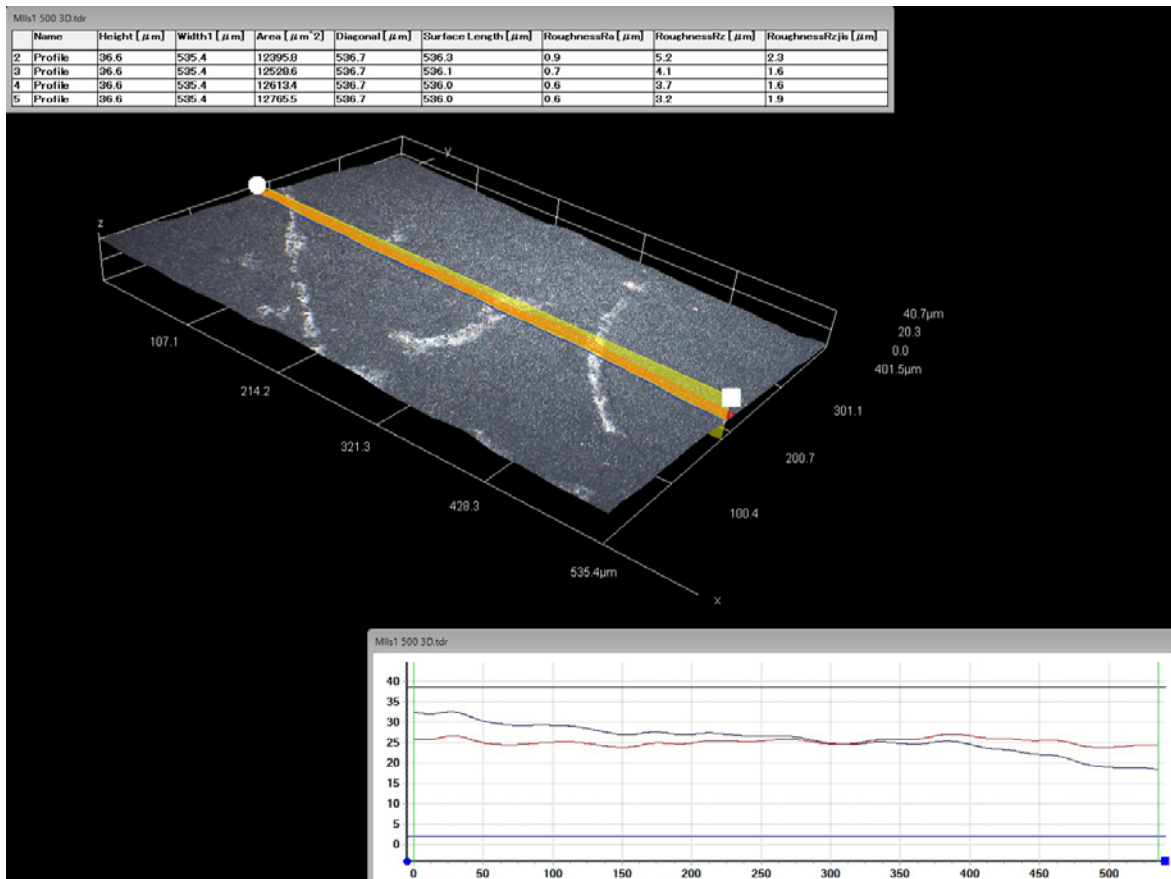 Mlls1 500 3D.tdr
Name Height [μm] Width1 [μm] Area [μm^2] Diagonal [μm] Surface Length [μm] RoughnessRa [μm] RoughnessRz [μm] RoughnessRzjis [μm]
2 Profile 36.6 535.4 12395.8 536.7 536.3 0.9 5.2 2.3
3 Profile 36.6 535.4 12528.6 536.7 536.1 0.7 4.1 1.6
4 Profile 36.6 535.4 12613.4 536.7 536.0 0.6 3.7 1.6
5 Profile 36.6 535.4 12765.5 536.7 536.0 0.6 3.2 1.9
y
z
40.7μm
20.3
107.1
0.0
401.5μm
214.2
301.1
321.3
200.7
428.3
100.4
535.4μm
x
Mlls1 500 3D.tdr
40
35
30
25
20
15
10
5
0
0 50 100 150 200 250 300 350 400 450 500